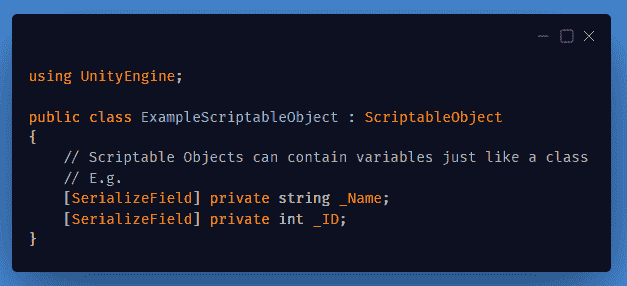 using UnityEngine;
public class ExampleScriptableObject : ScriptableObject
{
// Scriptable Objects can contain variables just like a class
// E.g.
[SerializeField] private string _Name;
[SerializeField] private int _ID;
}